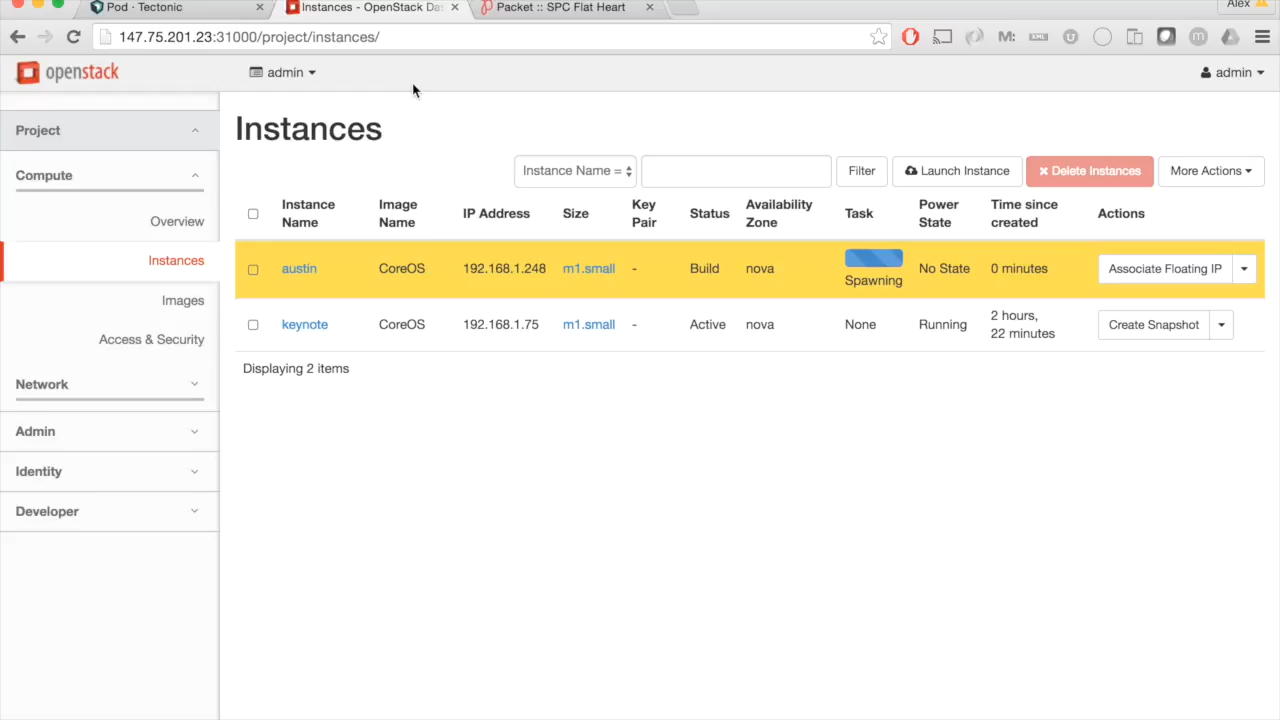 Pod · Tectonic
Instances - OpenStack Da
Packet :: SPC Flat Heart
Alex
147.75.201.23:31000/project/instances/
openstack
admin
admin
Project
Compute
Overview
Instances
Images
Access & Security
Network
Admin
Identity
Developer
Instances
Instance Name =
Filter
Launch Instance
Delete Instances
More Actions
Instance Name
Image Name
IP Address
Size
Key Pair
Status
Availability Zone
Task
Power State
Time since created
Actions
austin
CoreOS
192.168.1.248
m1.small
-
Build
nova
Spawning
No State
0 minutes
Associate Floating IP
keynote
CoreOS
192.168.1.75
m1.small
-
Active
nova
None
Running
2 hours, 22 minutes
Create Snapshot
Displaying 2 items